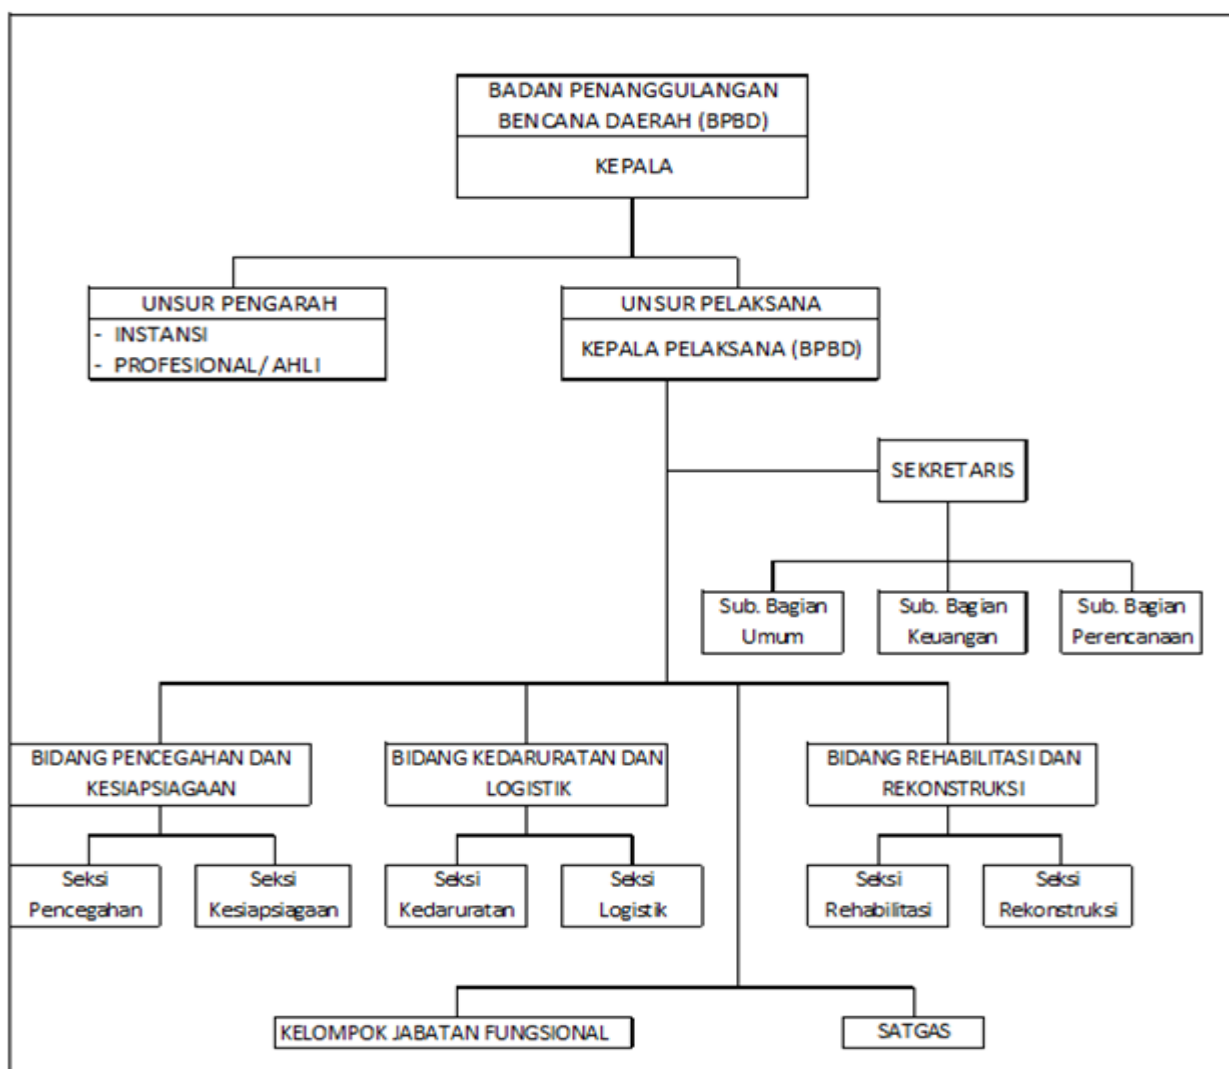 BADAN PENANGGULANGAN
BENCANA DAERAH (BPBD)
KEPALA
UNSUR PENGARAH
- INSTANSI
- PROFESIONAL/ AHLI
UNSUR PELAKSANA
KEPALA PELAKSANA (BPBD)
SEKRETARIS
Sub. Bagian
Umum
Sub. Bagian
Keuangan
Sub. Bagian
Perencanaan
BIDANG PENCEGAHAN DAN
KESIAPSIAGAAN
BIDANG KEDARURATAN DAN
LOGISTIK
BIDANG REHABILITASI DAN
REKONSTRUKSI
Seksi
Pencegahan
Seksi
Kesiapsiagaan
Seksi
Kedaruratan
Seksi
Logistik
Seksi
Rehabilitasi
Seksi
Rekonstruksi
KELOMPOK JABATAN FUNGSIONAL
SATGAS